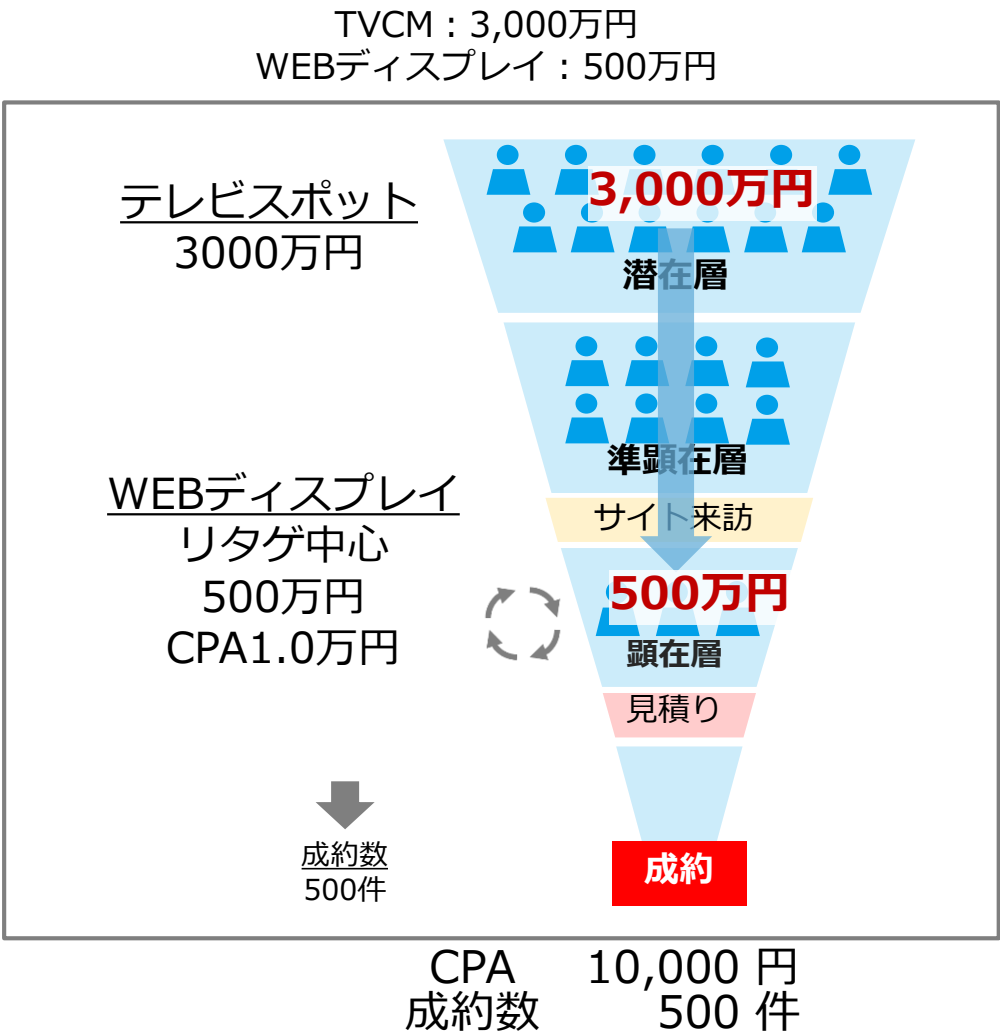 TVCM：3,000万円
WEBディスプレイ：500万円
テレビスポット
3000万円
3,000万円
潜在層
準顕在層
サイト来訪
WEBディスプレイ
リタゲ中心
500万円
CPA1.0万円
500万円
顕在層
見積り
成約数
500件
成約
CPA 10,000 円
成約数 500 件